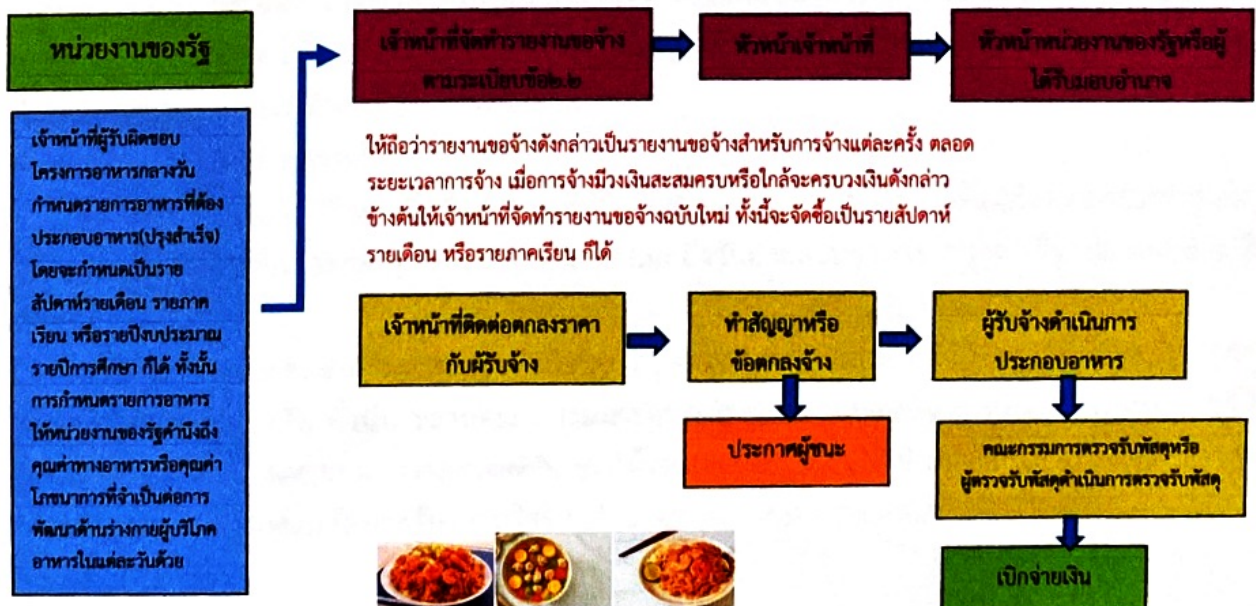 หน่วยงานของรัฐ
เจ้าหน้าที่ผู้รับผิดชอบ
โครงการอาหารกลางวัน
กำหนดรายการอาหารที่ต้อง
ประกอบอาหาร(ปรุงสำเร็จ)
โดยจะกำหนดเป็นราย
สัปดาห์รายเดือน รายภาค
เรียน หรือรายปีงบประมาณ
รายปีการศึกษา ก็ได้ ทั้งนั้น
การกำหนดรายการอาหาร
ให้หน่วยงานของรัฐคำนึงถึง
คุณค่าทางอาหารหรือคุณค่า
โภชนาการที่จำเป็นต่อการ
พัฒนาด้านร่างกายผู้บริโภค
อาหารในแต่ละวันด้วย
เจ้าหน้าที่จัดทำรายงานขอจ้าง
ตามระเบียบข้อ๒.๒
หัวหน้าเจ้าหน้าที่
หัวหน้าหน่วยงานของรัฐหรือผู้
ได้รับมอบอำนาจ
ให้ถือว่ารายงานขอจ้างดังกล่าวเป็นรายงานขอจ้างสำหรับการจ้างแต่ละครั้ง ตลอด
ระยะเวลาการจ้าง เมื่อการจ้างมีวงเงินสะสมครบหรือใกล้จะครบวงเงินดังกล่าว
ข้างต้นให้เจ้าหน้าที่จัดทำรายงานขอจ้างฉบับใหม่ ทั้งนี้จะจัดซื้อเป็นรายสัปดาห์
รายเดือน หรือรายภาคเรียน ก็ได้
เจ้าหน้าที่ติดต่อตกลงราคา
กับผู้รับจ้าง
ทำสัญญาหรือ
ข้อตกลงจ้าง
ผู้รับจ้างดำเนินการ
ประกอบอาหาร
ประกาศผู้ชนะ
คณะกรรมการตรวจรับพัสดุหรือ
ผู้ตรวจรับพัสดุดำเนินการตรวจรับพัสดุ
เบิกจ่ายเงิน